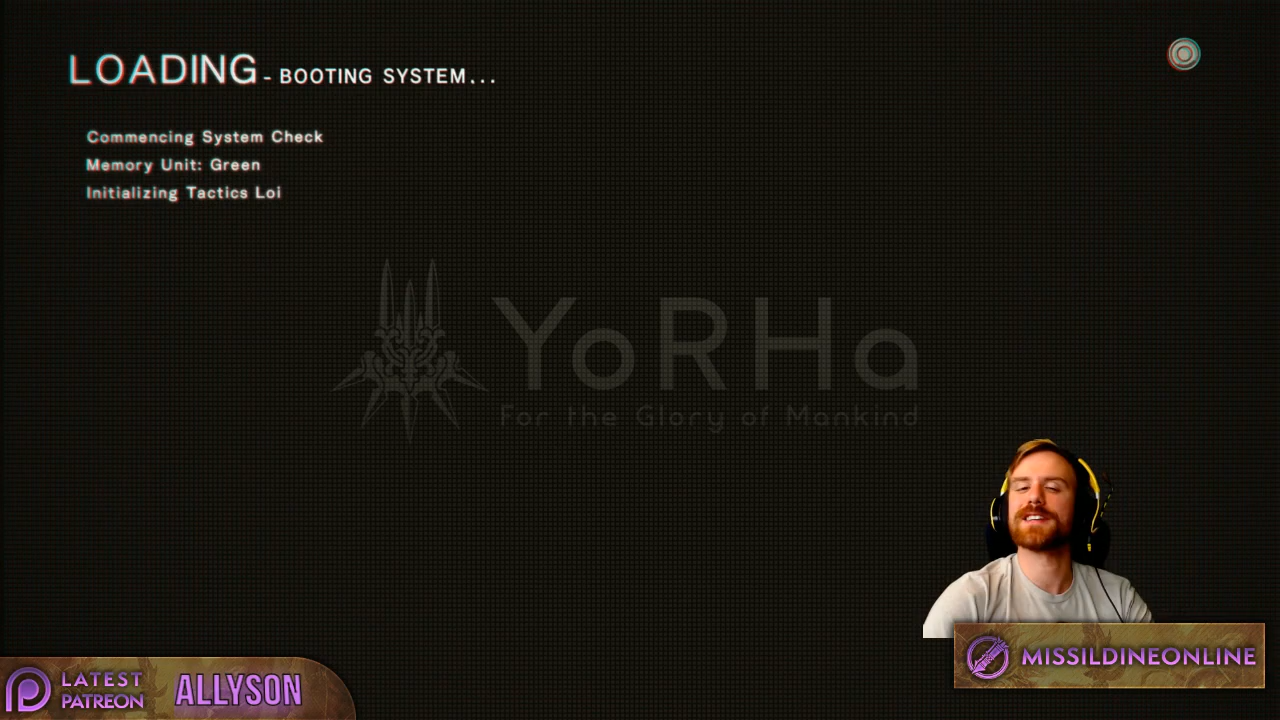 LOADING - BOOTING SYSTEM...
Commencing System Check
Memory Unit: Green
Initializing Tactics Loi
YoRHa
For the Glory of Mankind
MISSILDINEONLINE
LATEST
PATREON
ALLYSON